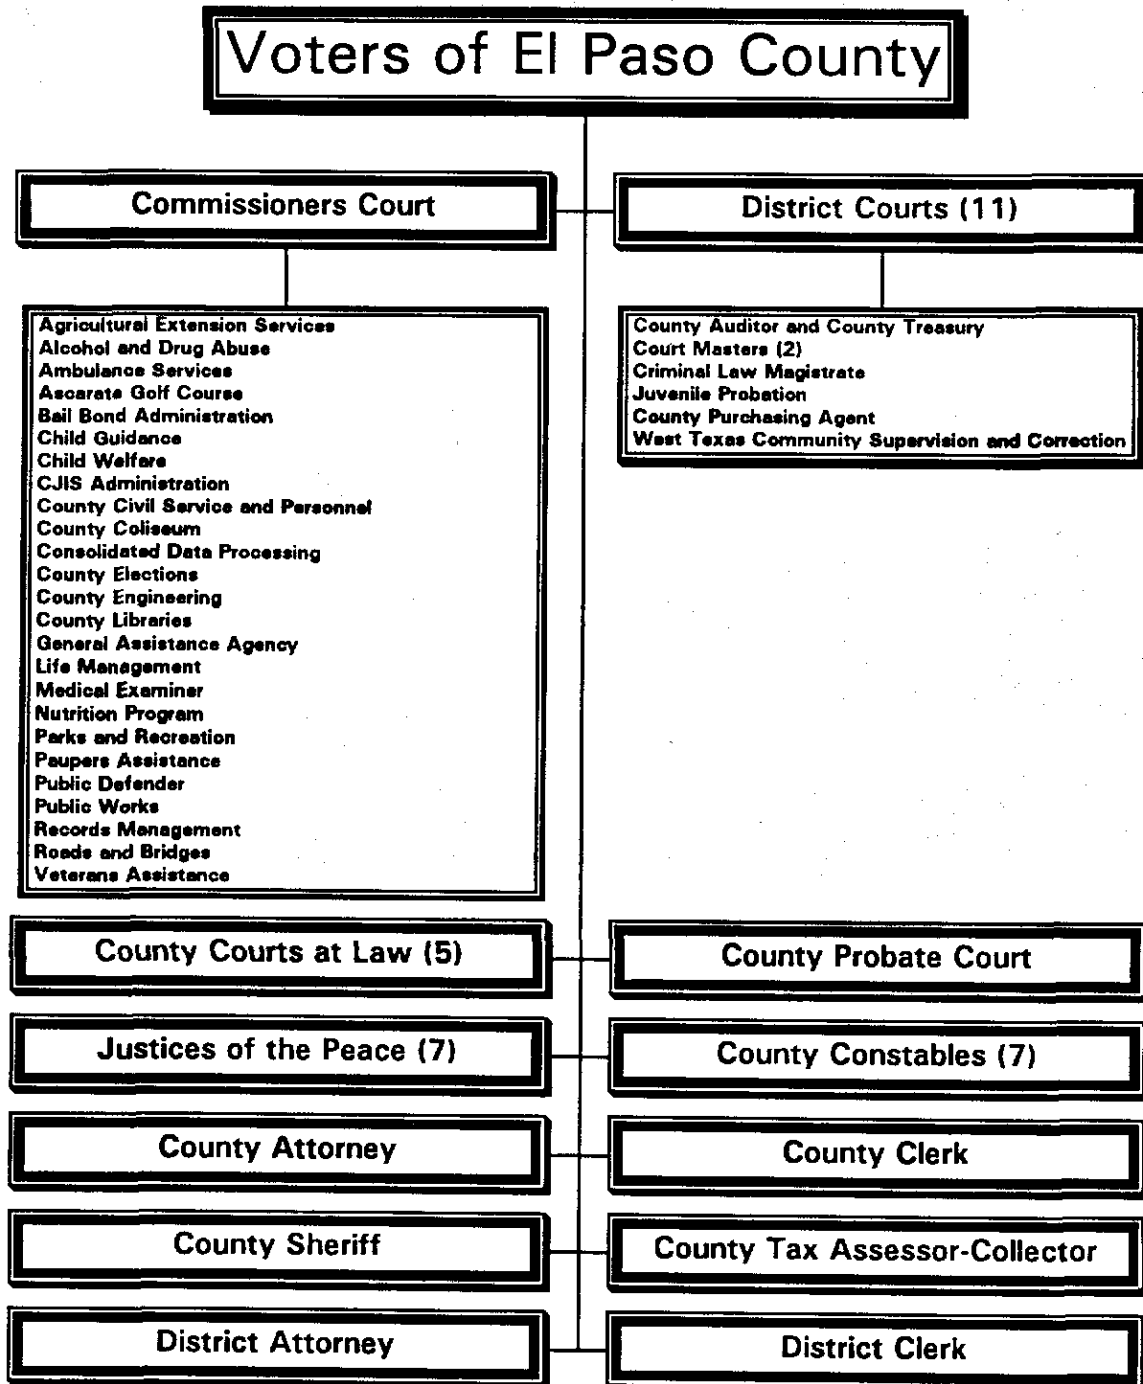 Voters of El Paso County
Commissioners Court
District Courts (11)
Agricultural Extension Services
Alcohol and Drug Abuse
Ambulance Services
Ascarate Golf Course
Bail Bond Administration
Child Guidance
Child Welfare
CJIS Administration
County Civil Service and Personnel
County Coliseum
Consolidated Data Processing
County Elections
County Engineering
County Libraries
General Assistance Agency
Life Management
Medical Examiner
Nutrition Program
Parks and Recreation
Paupers Assistance
Public Defender
Public Works
Records Management
Roads and Bridges
Veterans Assistance
County Auditor and County Treasury
Court Masters (2)
Criminal Law Magistrate
Juvenile Probation
County Purchasing Agent
West Texas Community Supervision and Correction
County Courts at Law (5)
County Probate Court
Justices of the Peace (7)
County Constables (7)
County Attorney
County Clerk
County Sheriff
County Tax Assessor-Collector
District Attorney
District Clerk